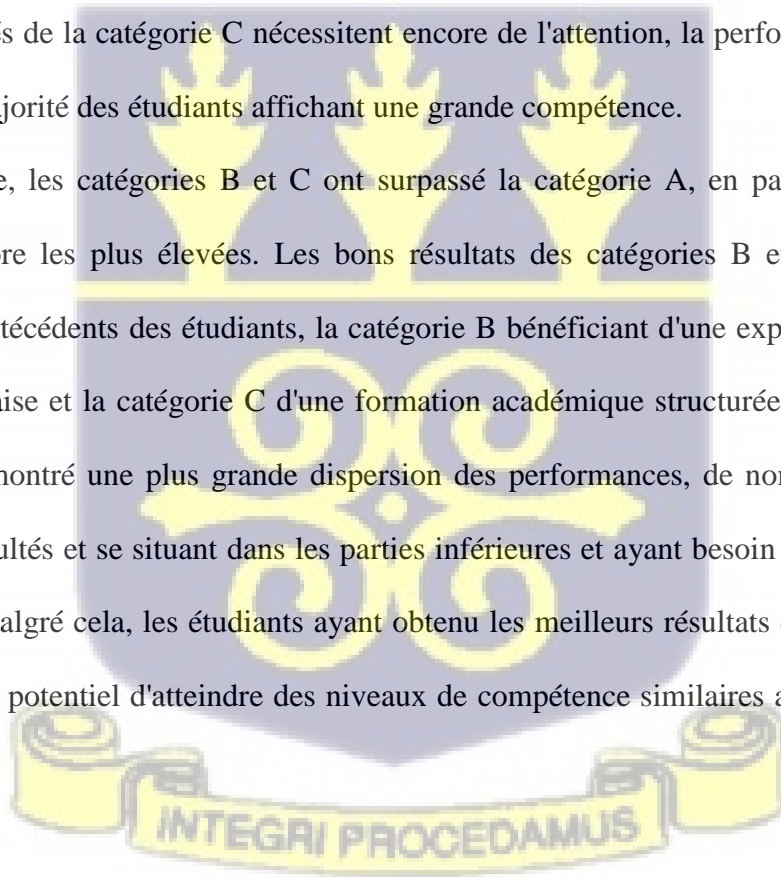 és de la catégorie C nécessitent encore de l'attention, la perfo
jorité des étudiants affichant une grande compétence.
e, les catégories B et C ont surpassé la catégorie A, en pa
re les plus élevées. Les bons résultats des catégories B e
técédents des étudiants, la catégorie B bénéficiant d'une exp
aise et la catégorie C d'une formation académique structurée
montré une plus grande dispersion des performances, de nor
ultés et se situant dans les parties inférieures et ayant besoin
algré cela, les étudiants ayant obtenu les meilleurs résultats
potentiel d'atteindre des niveaux de compétence similaires a
INTEGRI PROCEDAMUS